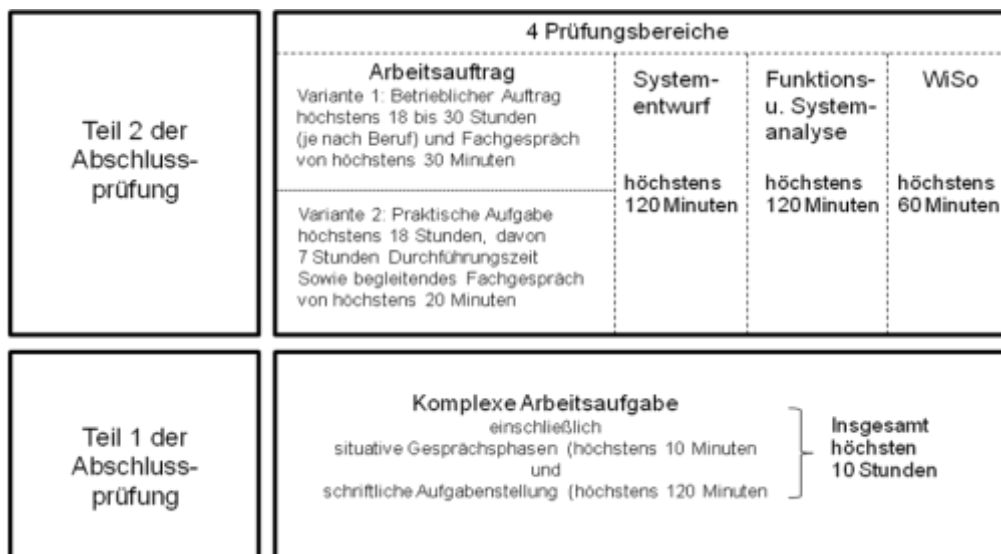 Teil 2 der
Abschluss-
prüfung
4 Prüfungsbereiche
Arbeitsauftrag
Variante 1: Betrieblicher Auftrag
höchstens 18 bis 30 Stunden
(je nach Beruf) und Fachgespräch
von höchstens 30 Minuten
Variante 2: Praktische Aufgabe
höchstens 18 Stunden, davon
7 Stunden Durchführungszeit
Sowie begleitendes Fachgespräch
von höchstens 20 Minuten
System-
entwurf
höchstens
120 Minuten
Funktions-
u. System-
analyse
höchstens
120 Minuten
WiSo
höchstens
60 Minuten
Teil 1 der
Abschluss-
prüfung
Komplexe Arbeitsaufgabe
einschließlich
situative Gesprächsphasen (höchstens 10 Minuten
und
schriftliche Aufgabenstellung (höchstens 120 Minuten
Insgesamt
höchsten
10 Stunden